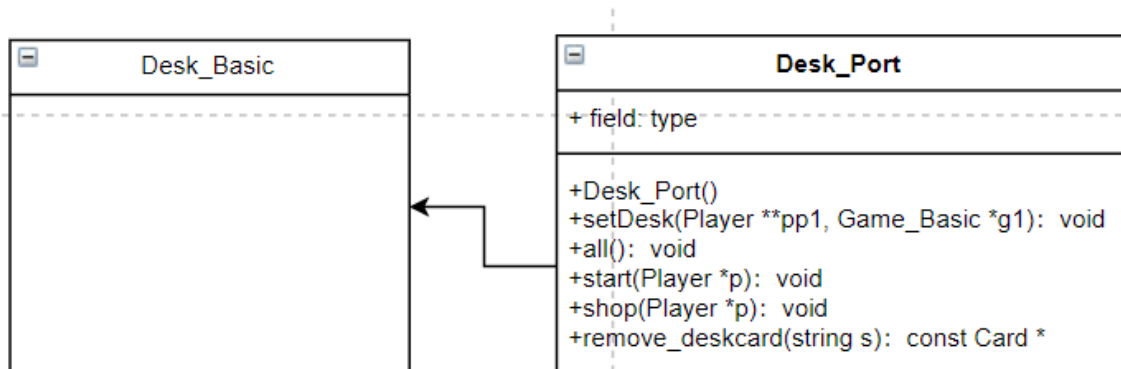 Desk_Basic
Desk_Port
+ field: type
+Desk_Port()
+setDesk(Player **pp1, Game_Basic *g1):  void
+all():  void
+start(Player *p):  void
+shop(Player *p):  void
+remove_deskcard(string s):  const Card *